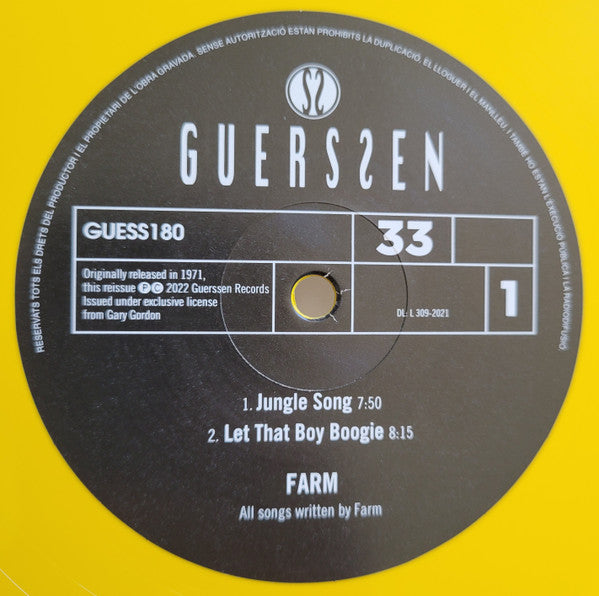 RESERVATS TOTS ELS DRETS DEL PRODUCTOR I EL PROPIETARI DE L'OBRA GRAVADA. SENSE AUTORITZACIÓ ESTAN PROHIBITS LA DUPLICACIÓ, EL LLOGUER I EL MANLLEU, I TAMBÉ HO ESTAN L'EXECUCIÓ PÚBLICA I LA RADIODIFUSIÓ
GUERSSEN
GUESS180
33
Originally released in 1971,
this reissue Ⓟ Ⓒ 2022 Guerssen Records
Issued under exclusive license
from Gary Gordon
DL: L 309-2021
1
1. Jungle Song 7:50
2. Let That Boy Boogie 8:15
FARM
All songs written by Farm